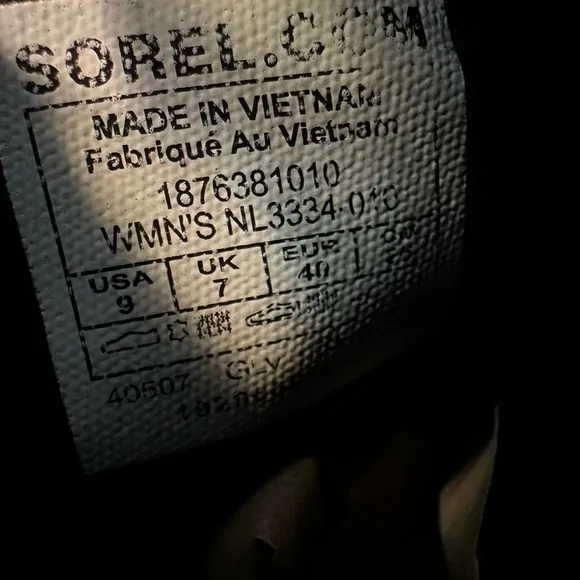 SOREL.COM
MADE IN VIETNAM
Fabriqué Au Vietnam
1876381010
WMN'S NL3334-010
USA UK EUR CM
9 7 40
40507